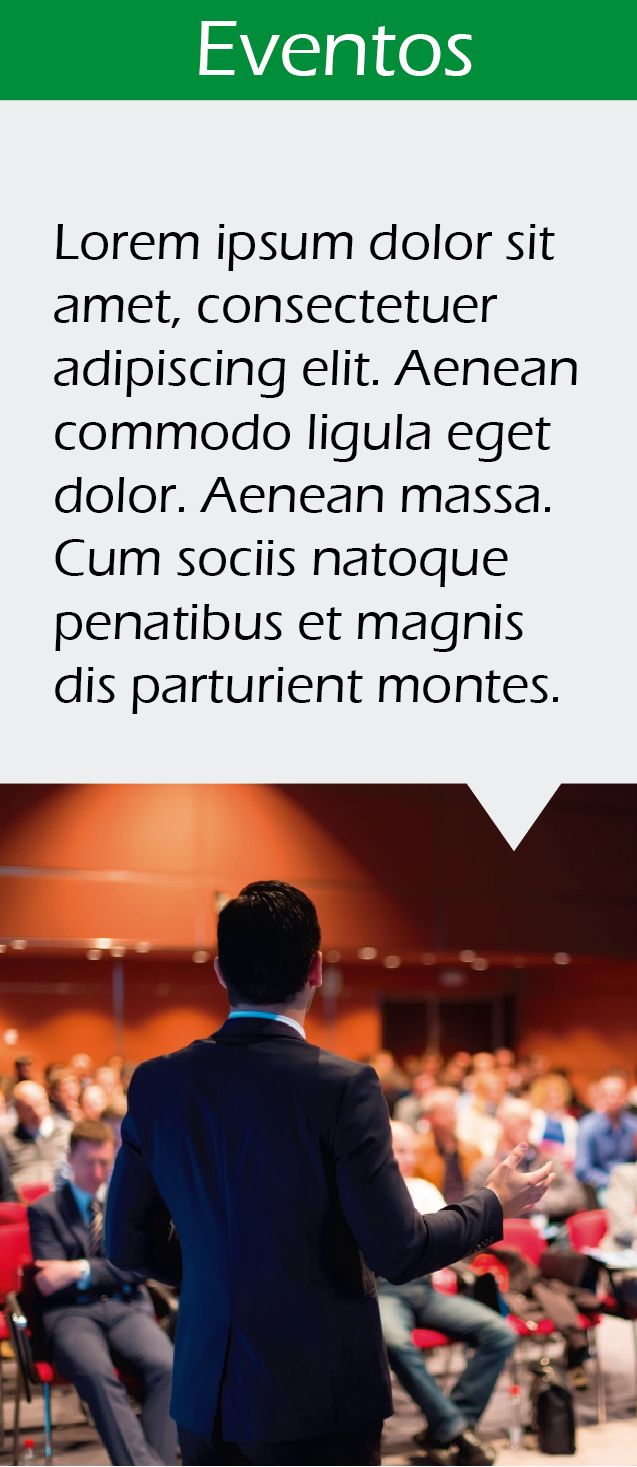 Eventos
Lorem ipsum dolor sit
amet, consectetuer
adipiscing elit. Aenean
commodo ligula eget
dolor. Aenean massa.
Cum sociis natoque
penatibus et magnis
dis parturient montes.